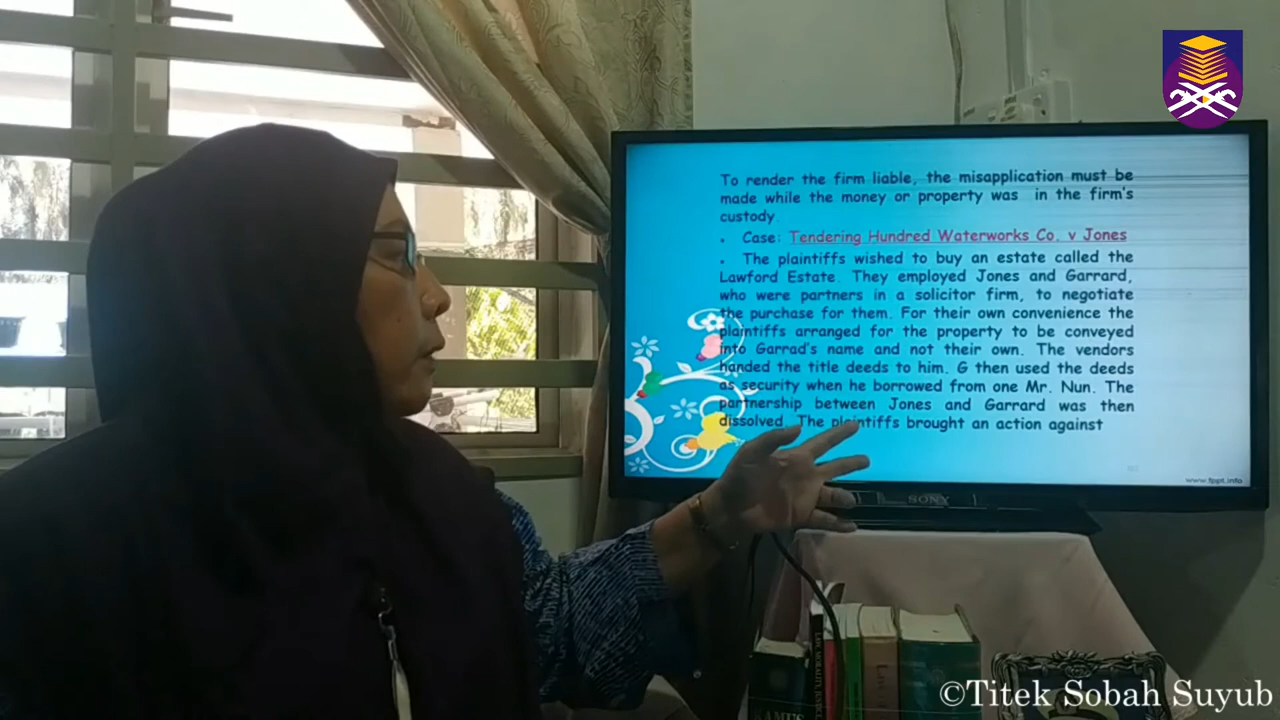 To render the firm liable, the misapplication must be
made while the money or property was in the firm's
custody
• Case: Tendering Hundred Waterworks Co. v Jones
• The plaintiffs wished to buy an estate called the
Lawford Estate. They employed Jones and Garrard,
who were partners in a solicitor firm, to negotiate
the purchase for them. For their own convenience the
plaintiffs arranged for the property to be conveyed
into Garrad's name and not their own. The vendors
handed the title deeds to him. G then used the deeds
as security when he borrowed from one Mr. Nun. The
partnership between Jones and Garrard was then
dissolved. The plaintiffs brought an action against
www.fppt.info
SONY
©Titek Sobah Suyub